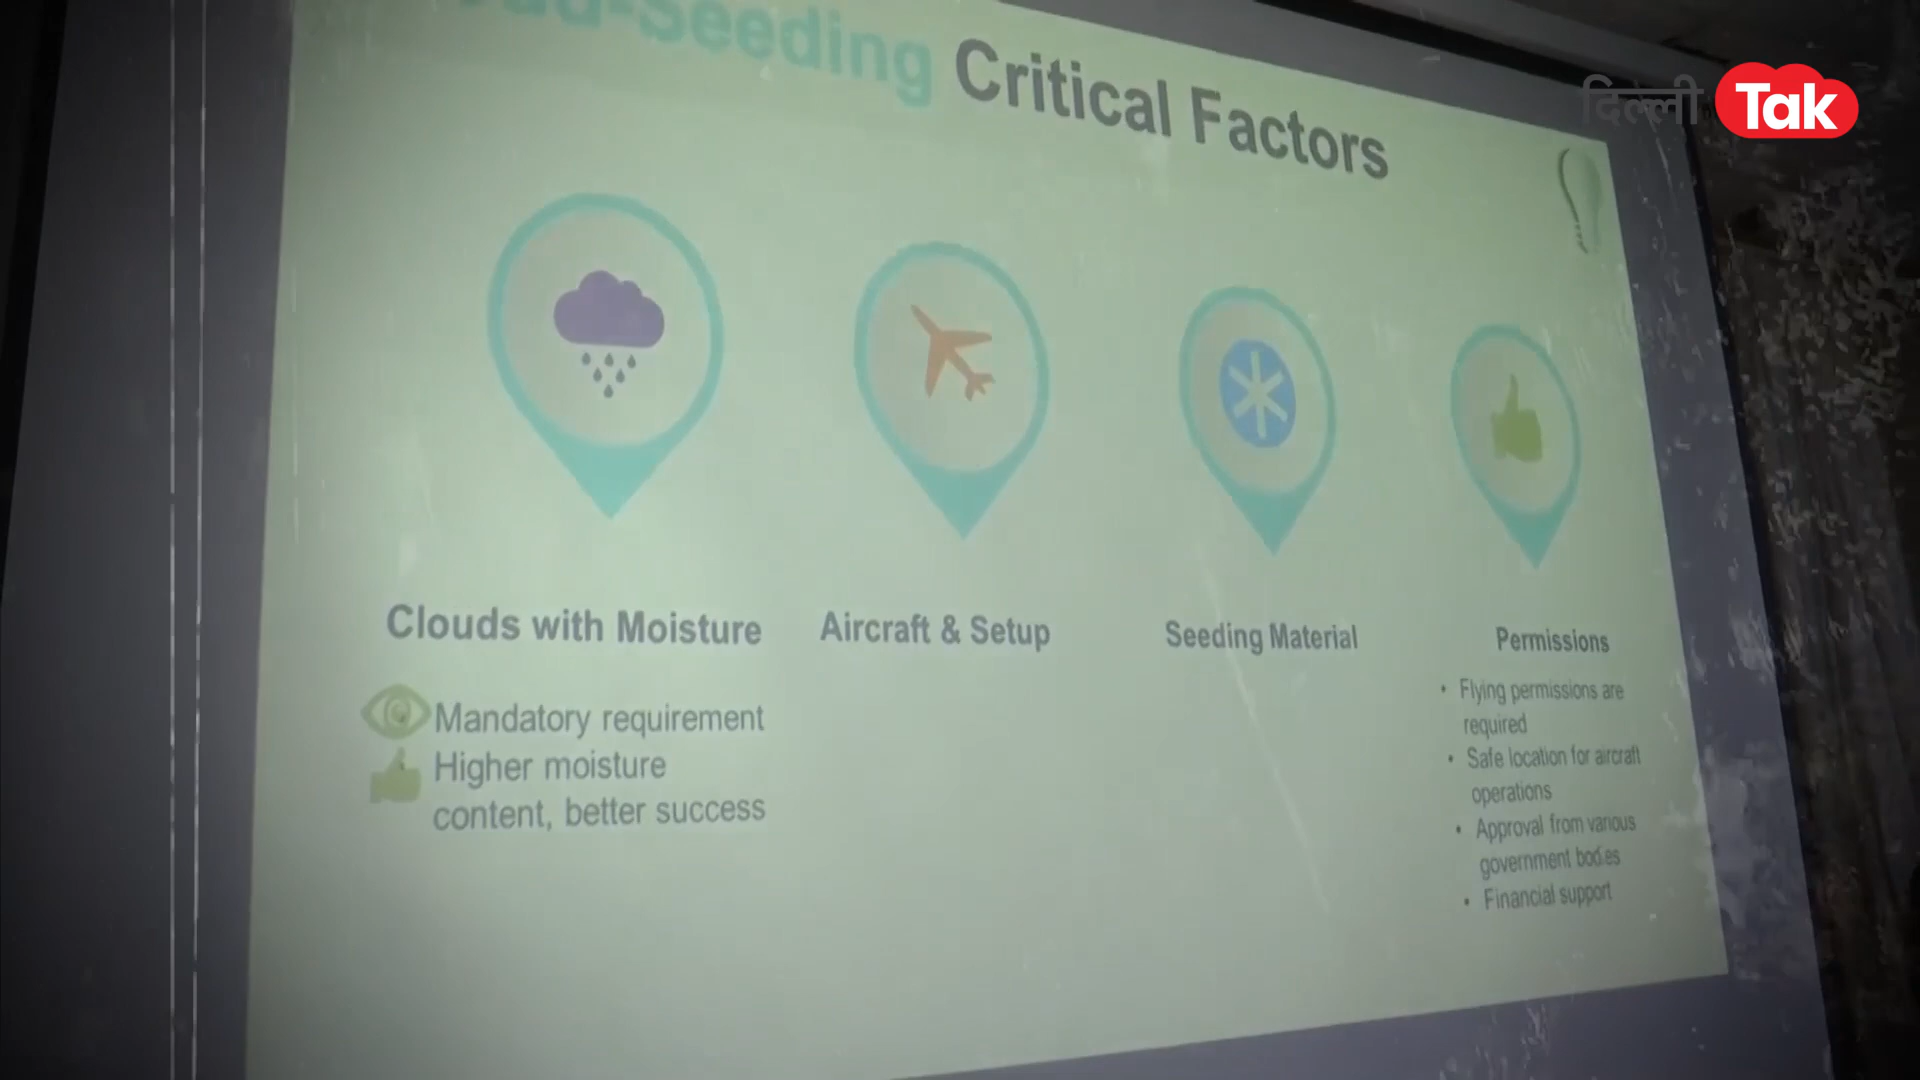 Seeding Critical Factors
दिल्ली Tak
Clouds with Moisture
Mandatory requirement
Higher moisture
content, better success
Aircraft & Setup
Seeding Material
Permissions
• Flying permissions are
required
• Safe location for aircraft
operations
• Approval from various
government bodies
• Financial support